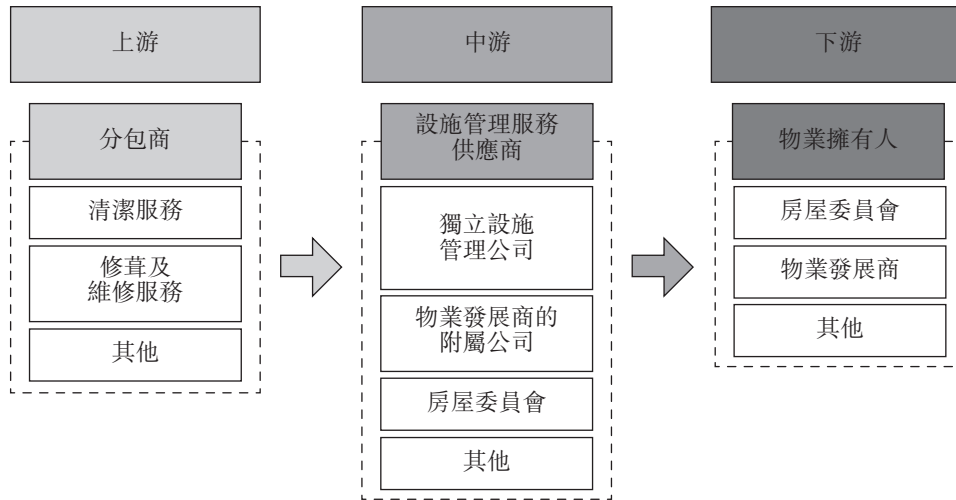 上游
分包商
清潔服務
修葺及
維修服務
其他
中游
設施管理服務
供應商
獨立設施
管理公司
物業發展商的
附屬公司
房屋委員會
其他
下游
物業擁有人
房屋委員會
物業發展商
其他